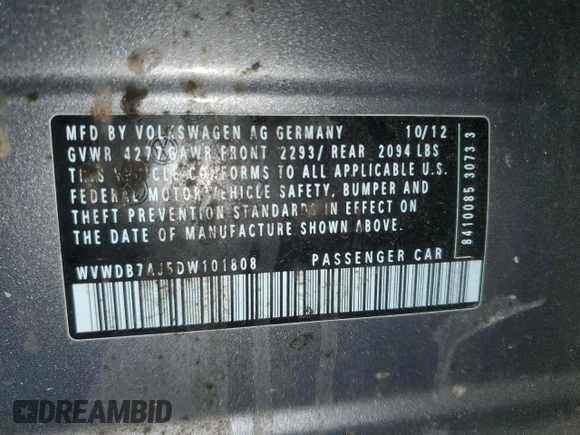 MFD BY VOLKSWAGEN AG GERMANY 10/12
GVWR 4277/GAWR FRONT 2293/ REAR 2094 LBS
THIS VEHICLE CONFORMS TO ALL APPLICABLE U.S.
FEDERAL MOTOR VEHICLE SAFETY, BUMPER AND
THEFT PREVENTION STANDARDS IN EFFECT ON
THE DATE OF MANUFACTURE SHOWN ABOVE.
WVWDB7AJ5DW101808 PASSENGER CAR
8410085 3073 3
DREAMBID